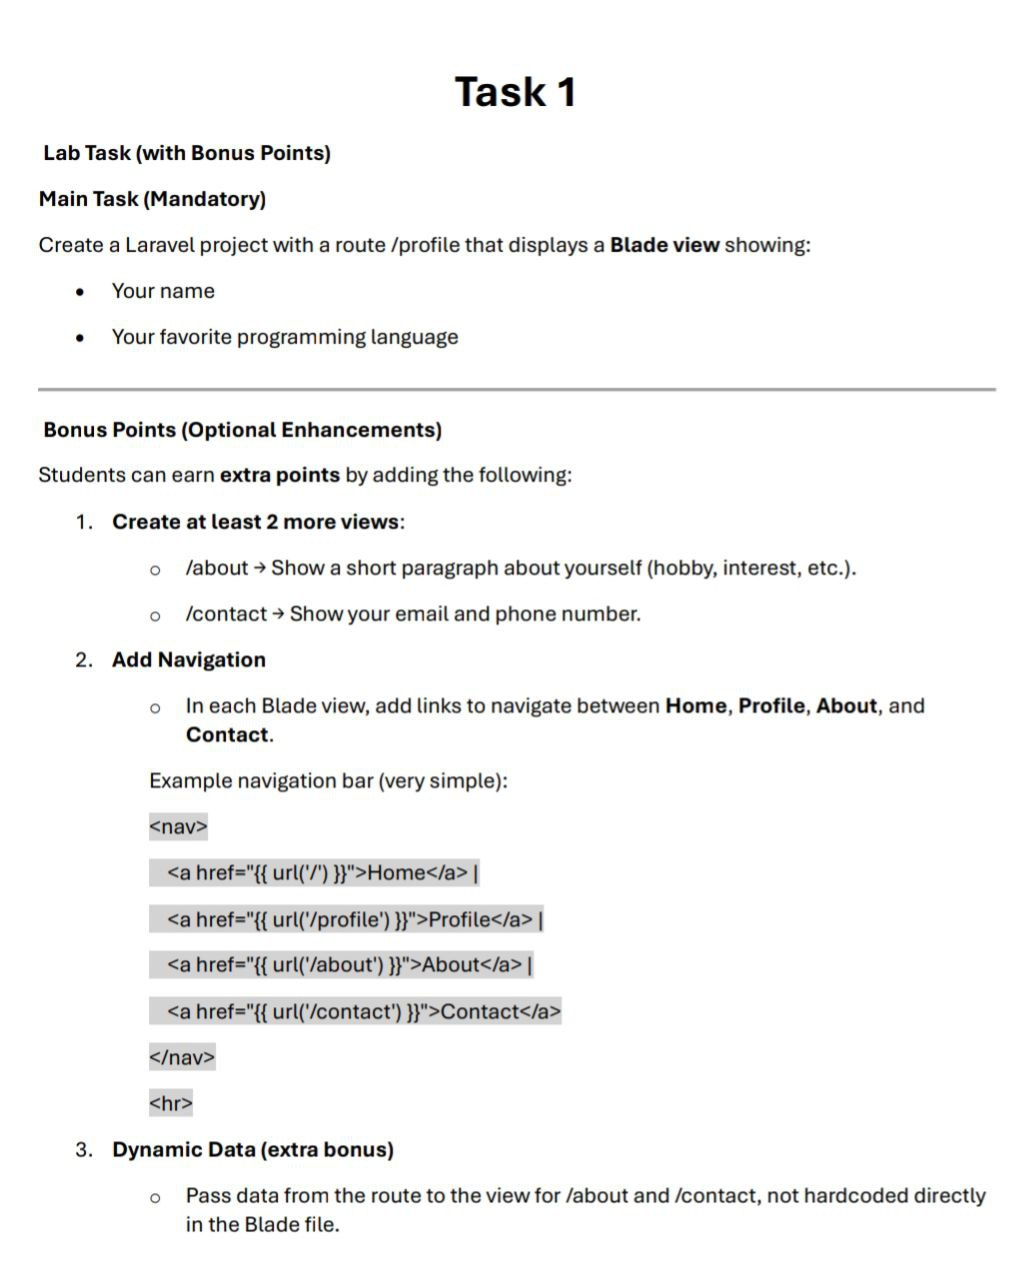 Task 1
Lab Task (with Bonus Points)
Main Task (Mandatory)
Create a Laravel project with a route /profile that displays a Blade view showing:
• Your name
• Your favorite programming language
Bonus Points (Optional Enhancements)
Students can earn extra points by adding the following:
1. Create at least 2 more views:
o /about → Show a short paragraph about yourself (hobby, interest, etc.).
o /contact → Show your email and phone number.
2. Add Navigation
o In each Blade view, add links to navigate between Home, Profile, About, and
Contact.
Example navigation bar (very simple):
<nav>
<a href="{{ url('/') }}">Home</a> |
<a href="{{ url('/profile') }}">Profile</a> |
<a href="{{ url('/about') }}">About</a> |
<a href="{{ url('/contact') }}">Contact</a>
</nav>
<hr>
3. Dynamic Data (extra bonus)
o Pass data from the route to the view for /about and /contact, not hardcoded directly
in the Blade file.